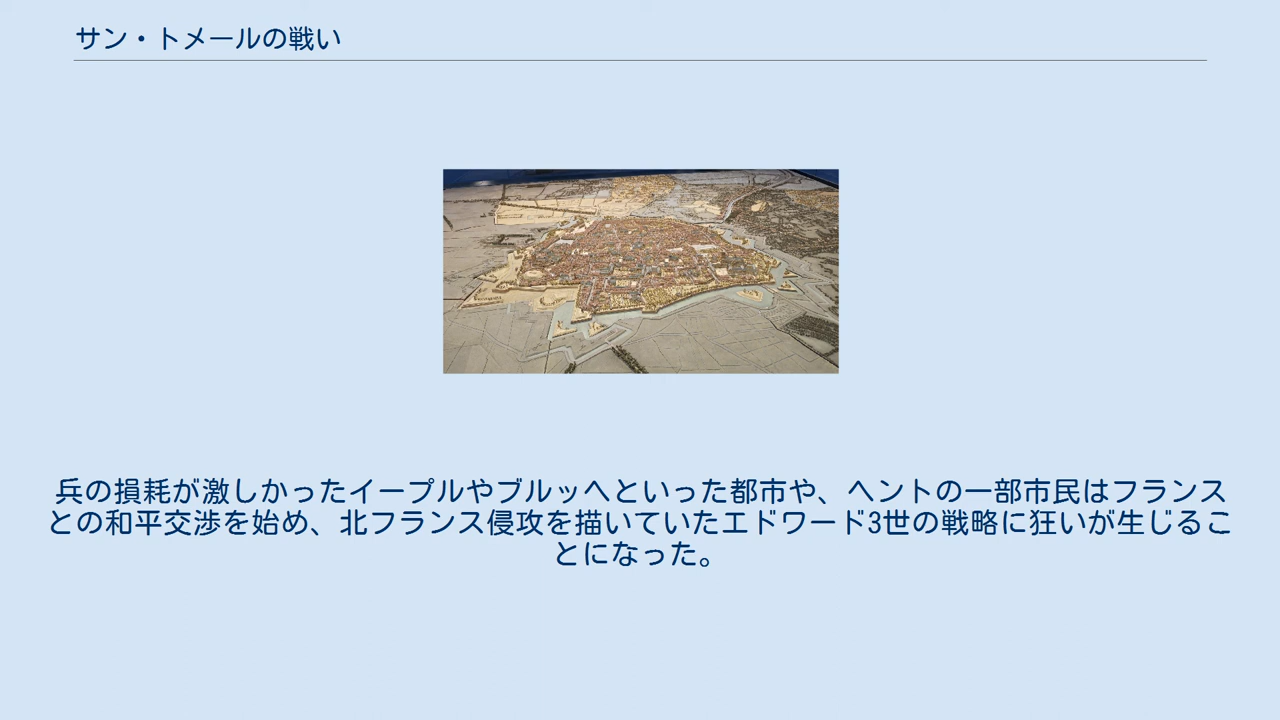 サン・トメールの戦い
兵の損耗が激しかったイープルやブルッヘといった都市や、ヘントの一部市民はフランス
との和平交渉を始め、北フランス侵攻を描いていたエドワード3世の戦略に狂いが生じるこ
とになった。